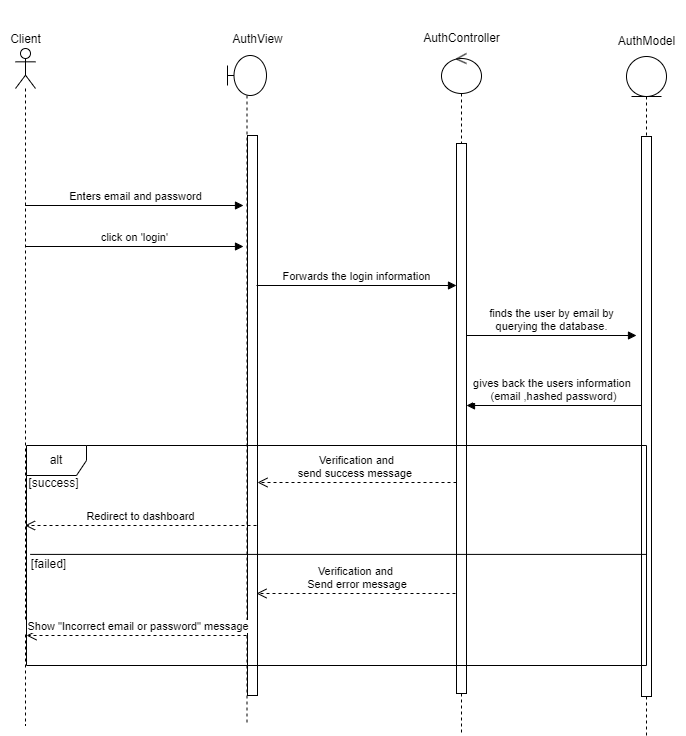 Client
AuthView
AuthController
AuthModel
Enters email and password
click on 'login'
Forwards the login information
finds the user by email by
querying the database.
gives back the users information
(email ,hashed password)
alt
[success]
Verification and
send success message
Redirect to dashboard
[failed]
Verification and
Send error message
Show "Incorrect email or password" message